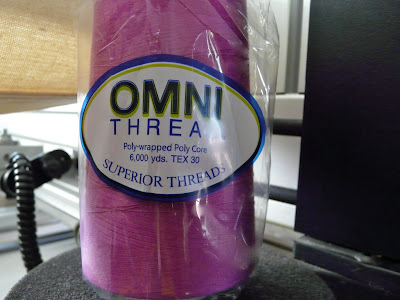 OMNI
THREAD
Poly-wrapped Poly Core
6,000 yds. TEX 30
SUPERIOR THREADS